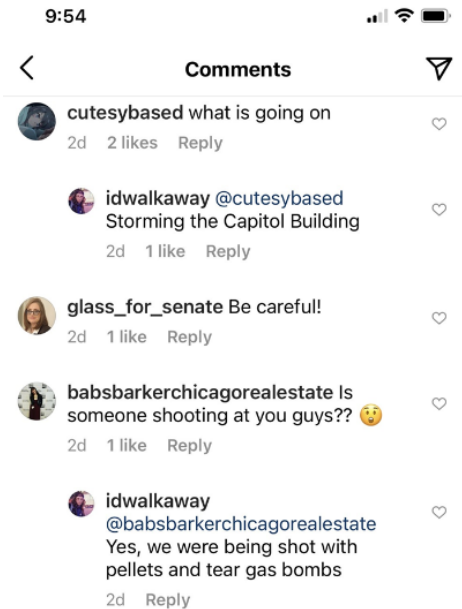 9:54
Comments
cutesybased what is going on
2d 2 likes Reply
idwalkaway @cutesybased
Storming the Capitol Building
2d 1 like Reply
glass_for_senate Be careful!
2d 1 like Reply
babsbarkerchicagorealestate Is
someone shooting at you guys?? 😲
2d 1 like Reply
idwalkaway
@babsbarkerchicagorealestate
Yes, we were being shot with
pellets and tear gas bombs
2d Reply